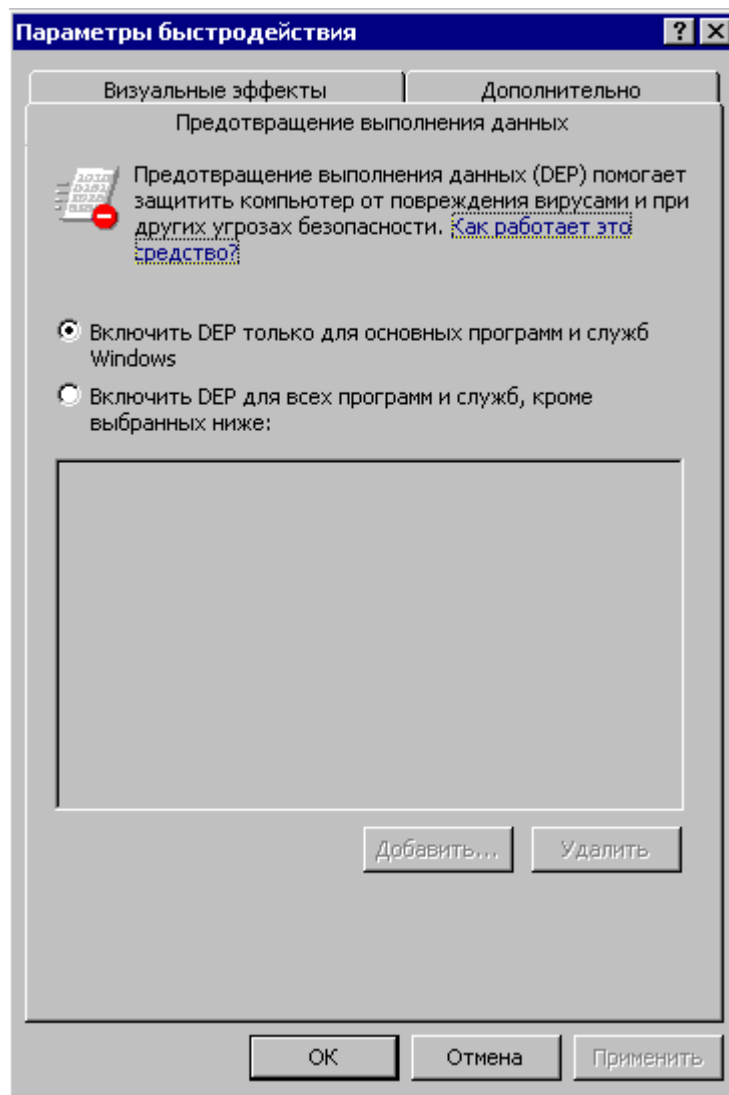 Параметры быстродействия
Визуальные эффекты
Дополнительно
Предотвращение выполнения данных
Предотвращение выполнения данных (DEP) помогает
защитить компьютер от повреждения вирусами и при
других угрозах безопасности. Как работает это
средство?
Включить DEP только для основных программ и служб
Windows
Включить DEP для всех программ и служб, кроме
выбранных ниже:
Добавить...
Удалить
ОК
Отмена
Применить